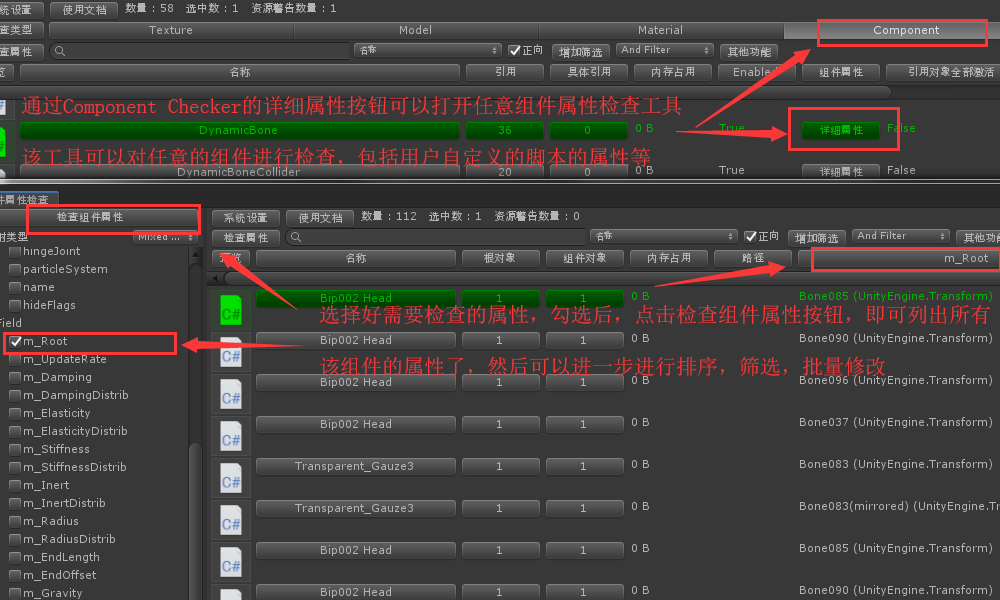 系统设置 使用文档 数量：58 选中数：1 资源警告数量：1
查类型 Texture Model Material Component
查属性 名称 正向 增加筛选 And Filter 其他功能
览 名称 引用 具体引用 内存占用 Enabled 组件属性 引用对象全部激活
通过Component Checker的详细属性按钮可以打开任意组件属性检查工具
DynamicBone 36 0 0 B True 详细属性 False
该工具可以对任意的组件进行检查，包括用户自定义的脚本的属性等
DynamicBoneCollider 20 0 0 B True 详细属性 False
件属性检查
检查组件属性 系统设置 使用文档 数量：112 选中数：1 资源警告数量：0
射类型 Mixed ... 检查属性 名称 正向 增加筛选 And Filter 其他功能
hingeJoint 预览 名称 根对象 组件对象 内存占用 路径 m_Root
particleSystem
name
hideFlags
Field
C# Bip002 Head 1 1 0 B Bone085 (UnityEngine.Transform)
选择好需要检查的属性，勾选后，点击检查组件属性按钮，即可列出所有
m_Root C# Bip002 Head 1 1 0 B Bone090 (UnityEngine.Transform)
m_UpdateRate
该组件的属性了，然后可以进一步进行排序，筛选，批量修改
m_Damping C# Bip002 Head 1 1 0 B Bone096 (UnityEngine.Transform)
m_DampingDistrib
m_Elasticity C# Bip002 Head 1 1 0 B Bone037 (UnityEngine.Transform)
m_ElasticityDistrib
m_Stiffness
m_StiffnessDistrib C# Transparent_Gauze3 1 1 0 B Bone083 (UnityEngine.Transform)
m_Inert
m_InertDistrib C# Transparent_Gauze3 1 1 0 B Bone083(mirrored) (UnityEngine.Tr
m_Radius
m_RadiusDistrib C# Bip002 Head 1 1 0 B Bone085 (UnityEngine.Transform)
m_EndLength
m_EndOffset
m_Gravity Bip002 Head 1 1 0 B Bone090 (UnityEngine.Transform)